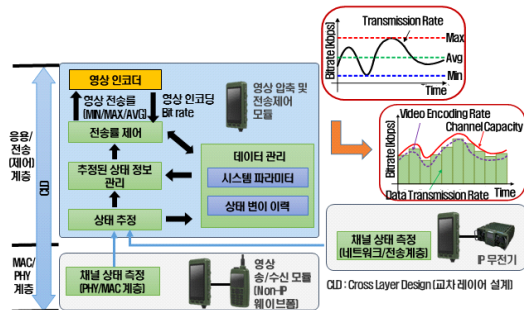 영상 인코더
영상 전송률
(MIN/MAX/AVG)
영상 인코딩
Bit rate
전송률 제어
추정된 상태 정보
관리
상태 추정
영상 압축 및
전송제어
모듈
데이터 관리
시스템 파라미터
상태 변이 이력
응용/
전송
(제어)
계층
CLD
MAC/
PHY
계층
채널 상태 측정
(PHY/MAC 계층)
영상
송/수신 모듈
(Non-IP
웨이브폼)
채널 상태 측정
(네트워크/전송계층)
IP 무전기
CLD : Cross Layer Design (교차 레이어 설계)
Bitrate[kbps]
Transmission Rate
Max
Avg
Min
Time
Bitrate[kbps]
Video Encoding Rate
Channel Capacity
Data Transmission Rate
Time